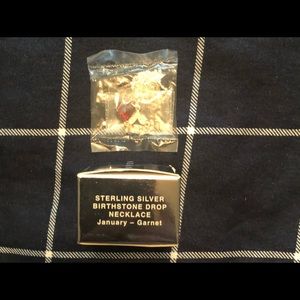 STERLING SILVER
BIRTHSTONE DROP
NECKLACE
January – Garnet